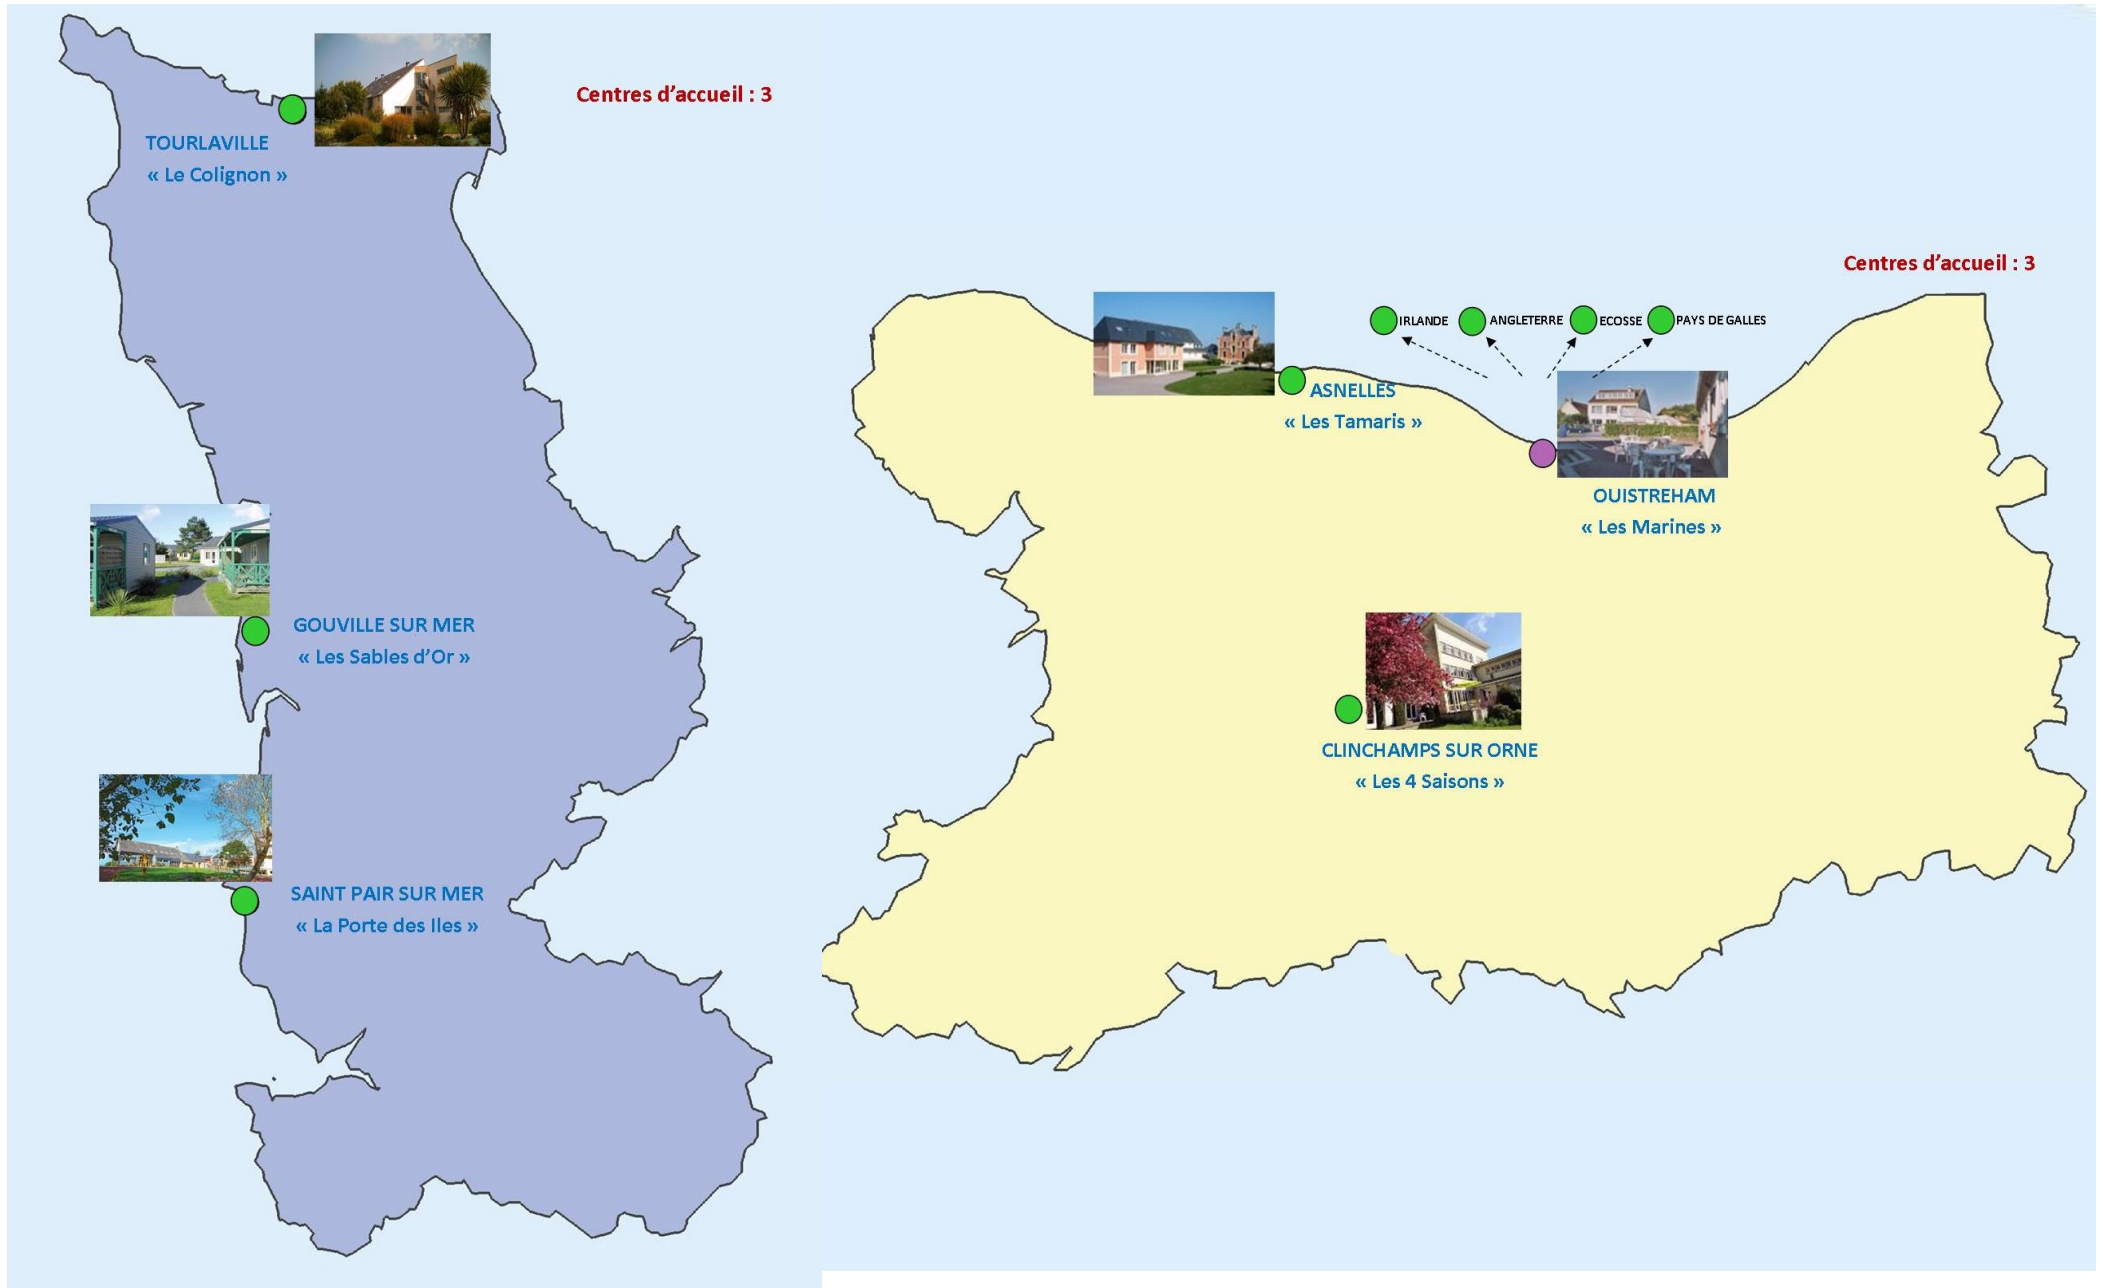 Centres d’accueil : 3
TOURLAVILLE
« Le Colignon »
GOUVILLE SUR MER
« Les Sables d’Or »
SAINT PAIR SUR MER
« La Porte des Iles »
Centres d’accueil : 3
IRLANDE
ANGLETERRE
ECOSSE
PAYS DE GALLES
ASNELLES
« Les Tamaris »
OUISTREHAM
« Les Marines »
CLINCHAMPS SUR ORNE
« Les 4 Saisons »